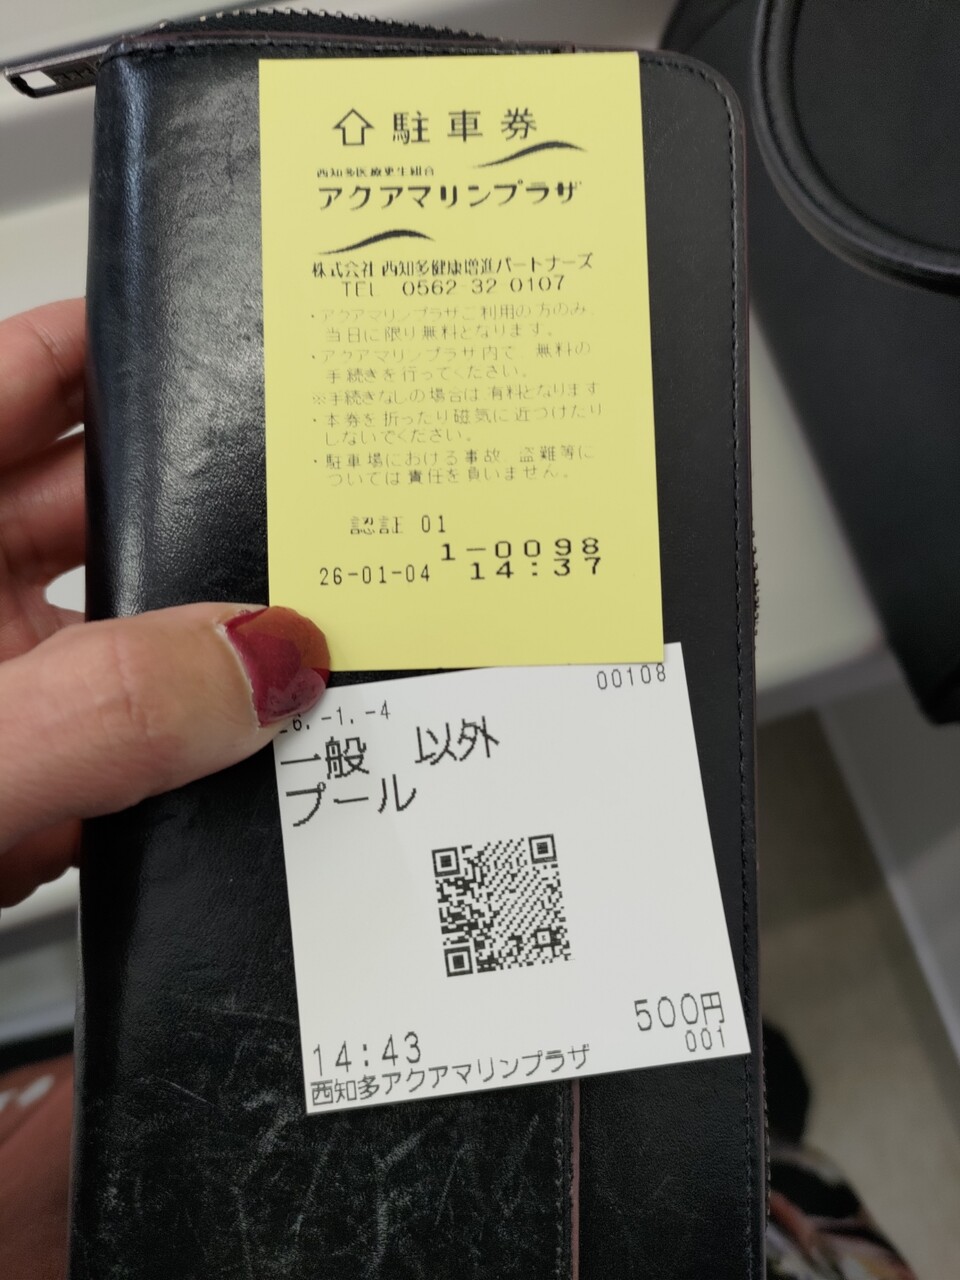 駐車券
西知多医療厚生組合
アクアマリンプラザ
株式会社 西知多健康増進パートナーズ
TEL 0562-32-0107
・アクアマリンプラザご利用の方のみ
当日に限り無料となります。
・アクアマリンプラザ内で、無料の
手続きを行ってください。
※手続きなしの場合は有料となります
・本券を折ったり磁気に近づけたり
しないでください。
・駐車場における事故、盗難等に
ついては責任を負いません。
認証 01
1-0098
26-01-04 14:37
00108
6.-1.-4
一般 以外
プール
500円
14:43
001
西知多アクアマリンプラザ